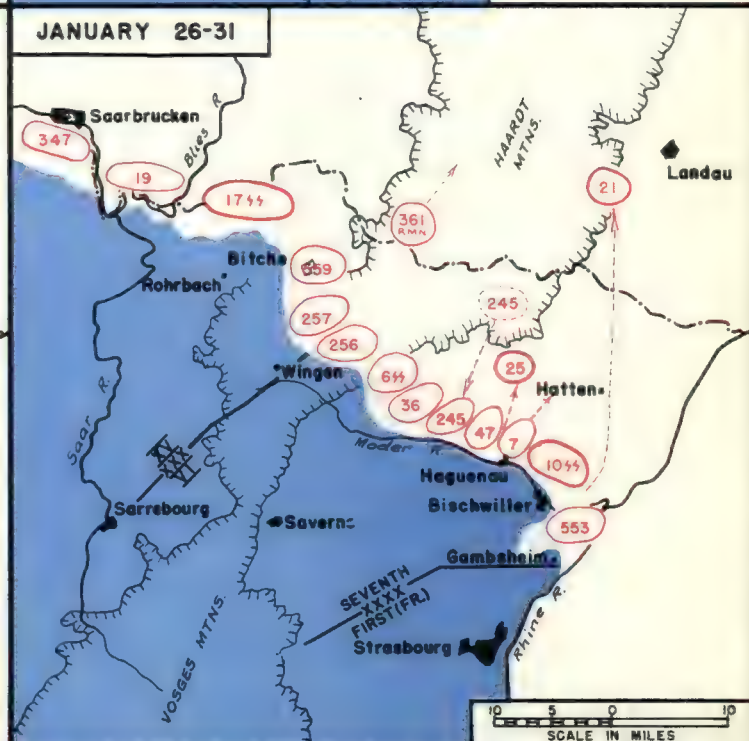 JANUARY 26-31
Saarbrucken
Blies R.
HAARDT
MTNS.
Landau
347
19
17 SS
361
RMN
21
Bitche
559
Rohrbach
257
256
245
25
Wingen
6 SS
36
245
47
7
Hatten
10 SS
Saar R.
Moder R.
Haguenau
Bischwiller
553
Sarrebourg
Saverne
Gambsheim
SEVENTH
XXXX
FIRST (FR.)
Strasbourg
Rhine R.
VOSGES MTNS.
10 5 0 10
SCALE IN MILES